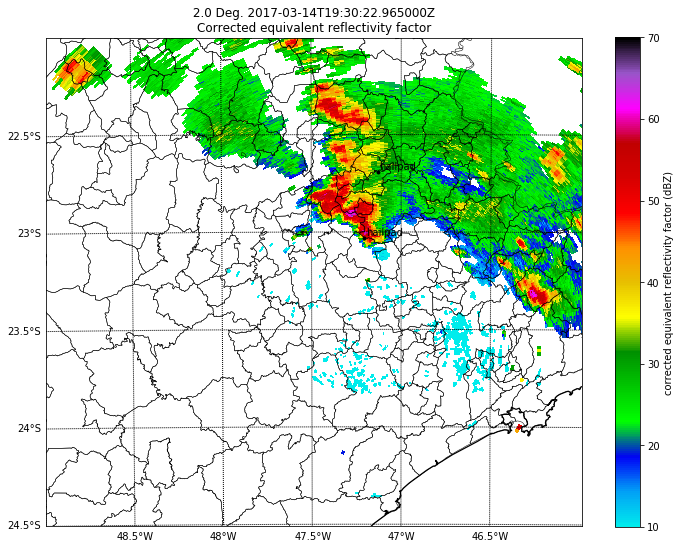 2.0 Deg. 2017-03-14T19:30:22.965000Z
Corrected equivalent reflectivity factor
22.5°S
23°S
23.5°S
24°S
24.5°S
48.5°W
48°W
47.5°W
47°W
46.5°W
hailpad
hailpad
70
60
50
40
30
20
10
corrected equivalent reflectivity factor (dBZ)